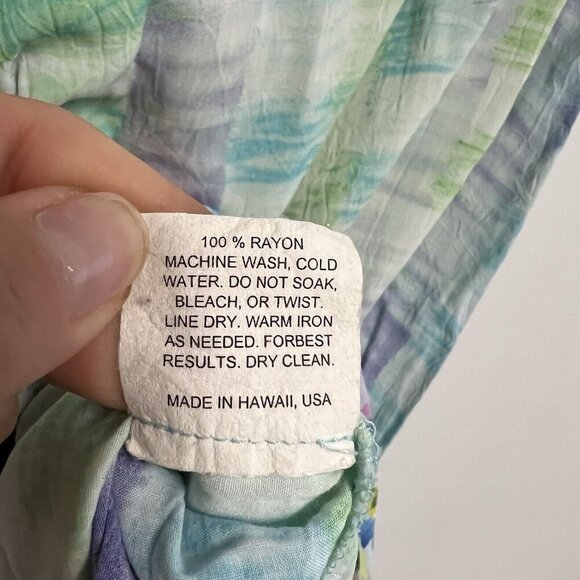 100 % RAYON
MACHINE WASH, COLD
WATER. DO NOT SOAK,
BLEACH, OR TWIST.
LINE DRY. WARM IRON
AS NEEDED. FORBEST
RESULTS. DRY CLEAN.
MADE IN HAWAII, USA